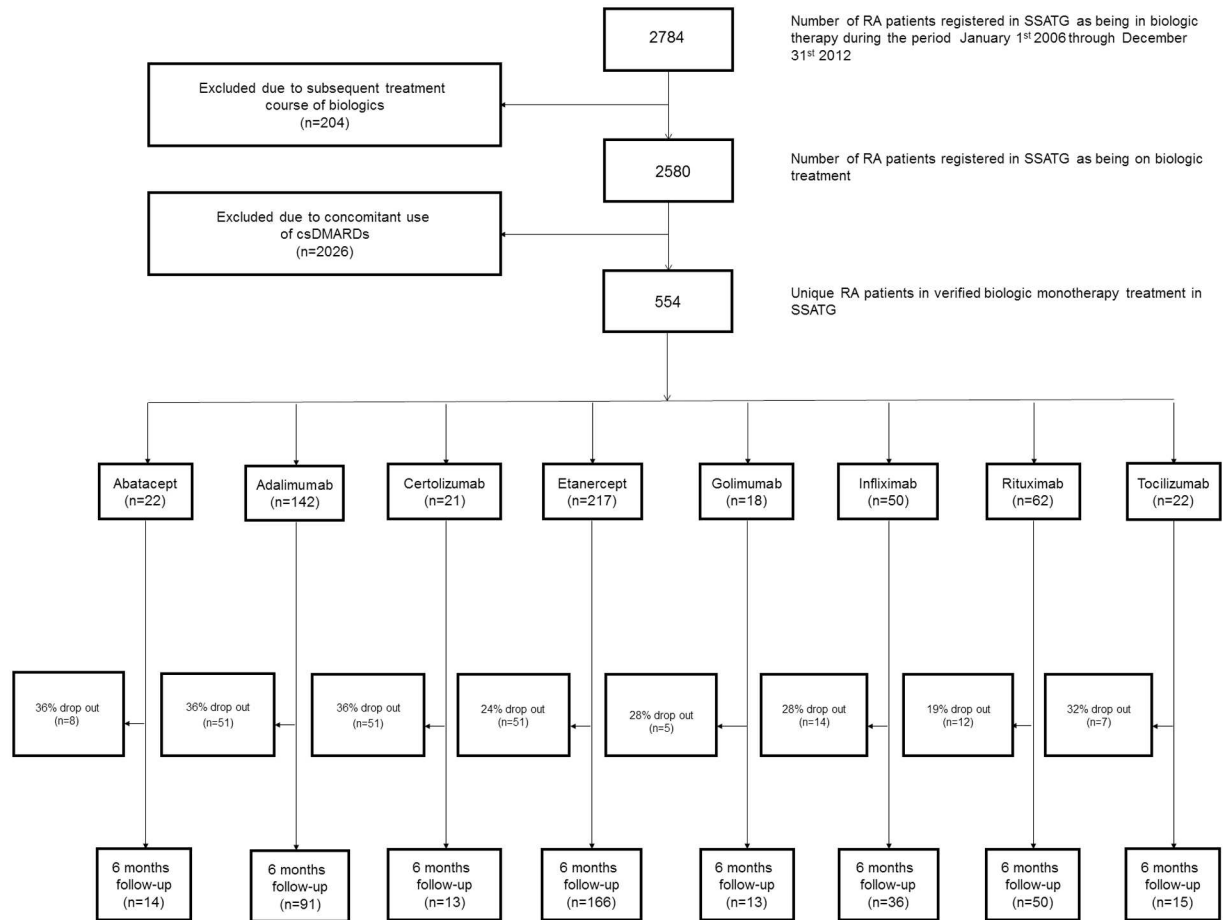 2784
Number of RA patients registered in SSATG as being in biologic
therapy during the period January 1st 2006 through December
31st 2012
Excluded due to subsequent treatment
course of biologics
(n=204)
2580
Number of RA patients registered in SSATG as being on biologic
treatment
Excluded due to concomitant use
of csDMARDs
(n=2026)
554
Unique RA patients in verified biologic monotherapy treatment in
SSATG
Abatacept
(n=22)
Adalimumab
(n=142)
Certolizumab
(n=21)
Etanercept
(n=217)
Golimumab
(n=18)
Infliximab
(n=50)
Rituximab
(n=62)
Tocilizumab
(n=22)
36% drop out
(n=8)
36% drop out
(n=51)
36% drop out
(n=51)
24% drop out
(n=51)
28% drop out
(n=5)
28% drop out
(n=14)
19% drop out
(n=12)
32% drop out
(n=7)
6 months
follow-up
(n=14)
6 months
follow-up
(n=91)
6 months
follow-up
(n=13)
6 months
follow-up
(n=166)
6 months
follow-up
(n=13)
6 months
follow-up
(n=36)
6 months
follow-up
(n=50)
6 months
follow-up
(n=15)